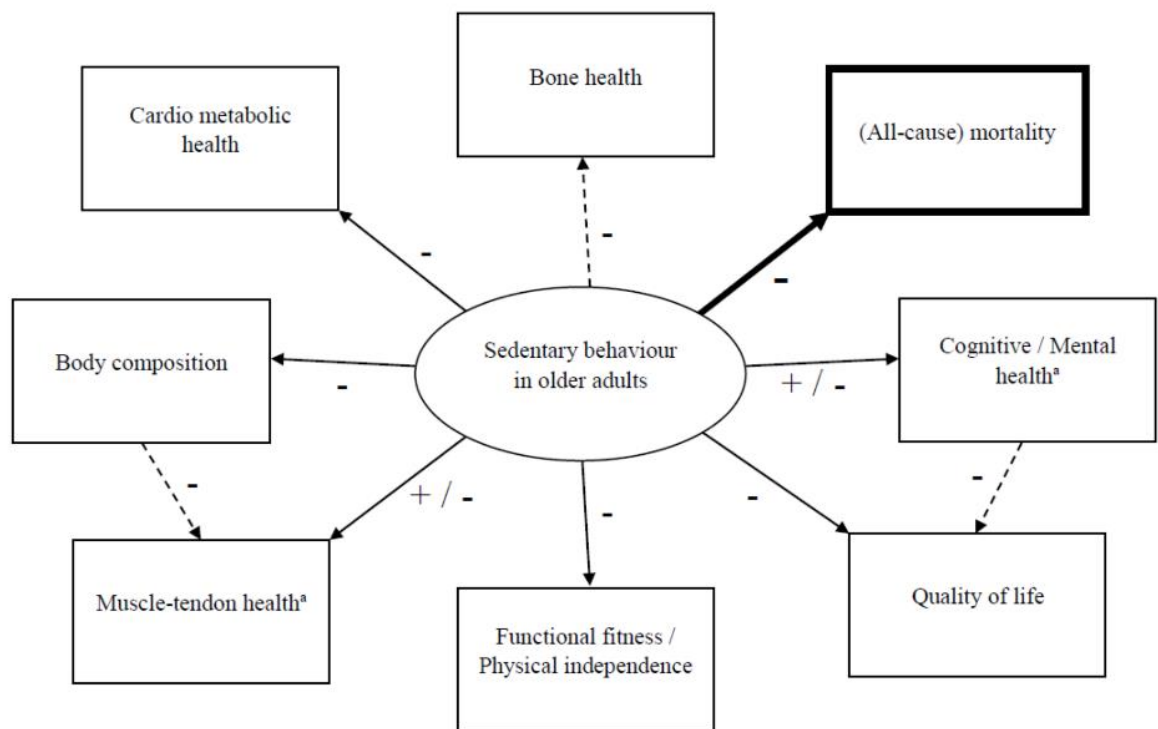 Bone health
Cardio metabolic
health
(All-cause) mortality
-
-
-
Sedentary behaviour
in older adults
Body composition
-
Cognitive / Mental
healthᵃ
+ / -
-
+ / -
-
-
-
Muscle-tendon healthᵃ
Functional fitness /
Physical independence
Quality of life